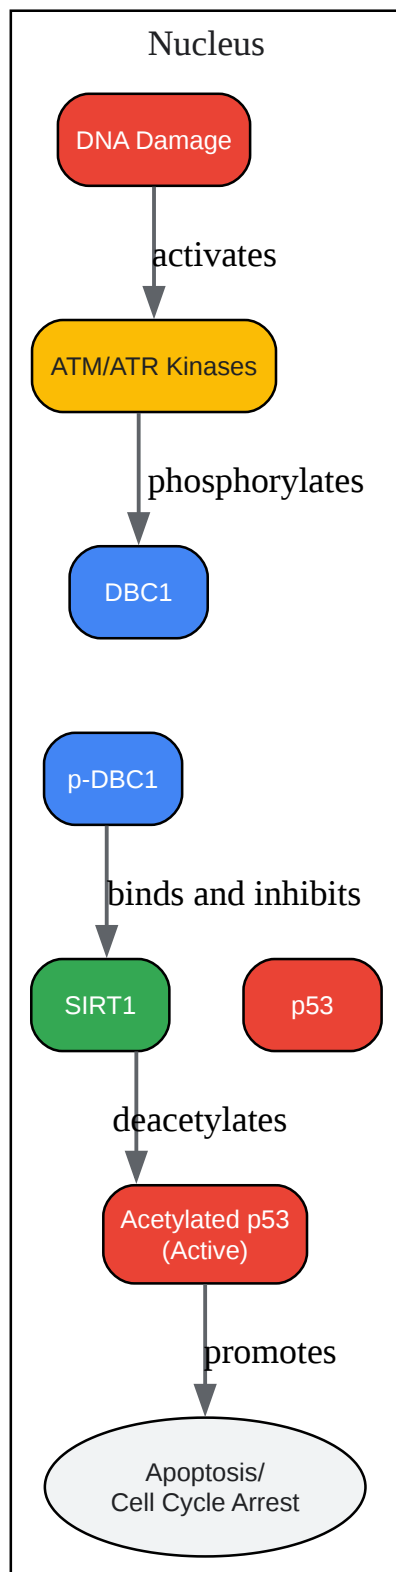 Nucleus
DNA Damage
activates
ATM/ATR Kinases
phosphorylates
DBC1
p-DBC1
binds and inhibits
SIRT1
p53
deacetylates
Acetylated p53
(Active)
promotes
Apoptosis/
Cell Cycle Arrest